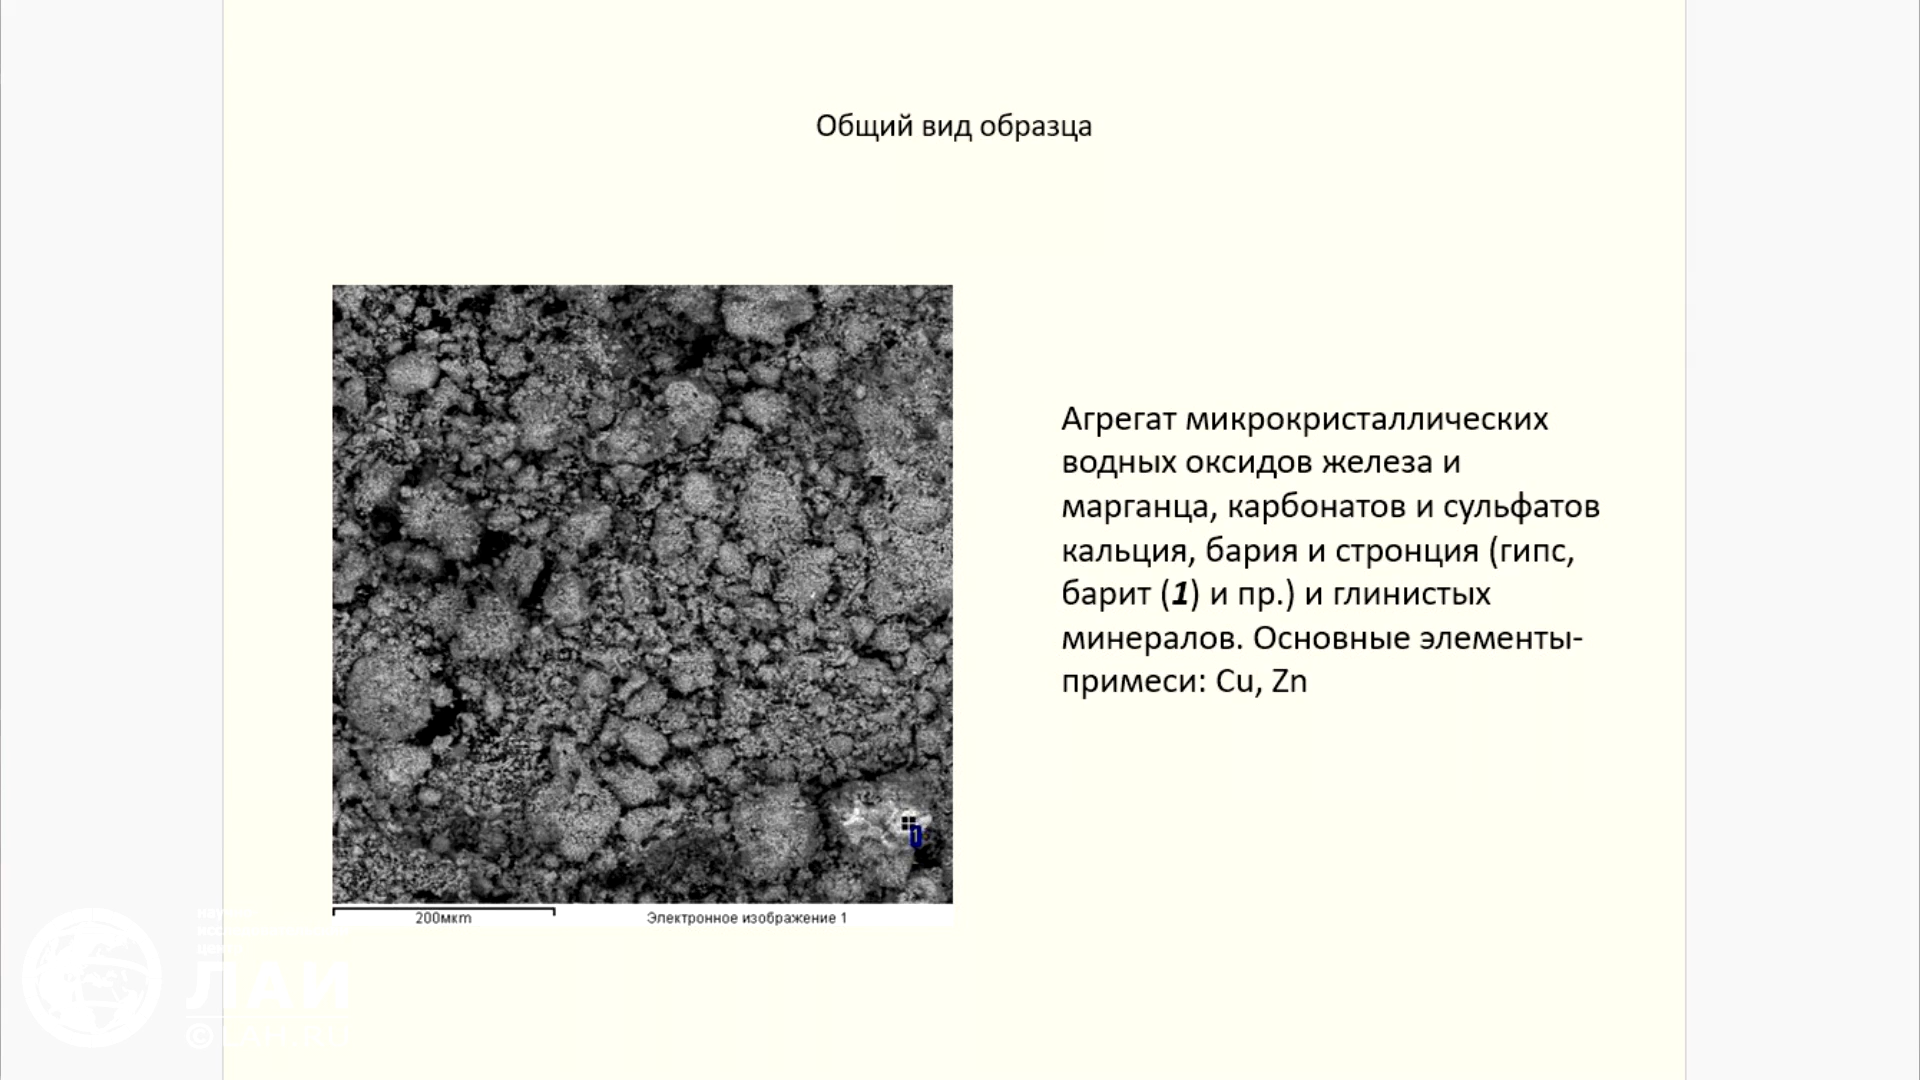 Общий вид образца
Агрегат микрокристаллических
водных оксидов железа и
марганца, карбонатов и сульфатов
кальция, бария и стронция (гипс,
барит (1) и пр.) и глинистых
минералов. Основные элементы-
примеси: Cu, Zn
1
200мкm
Электронное изображение 1
ЛАИ